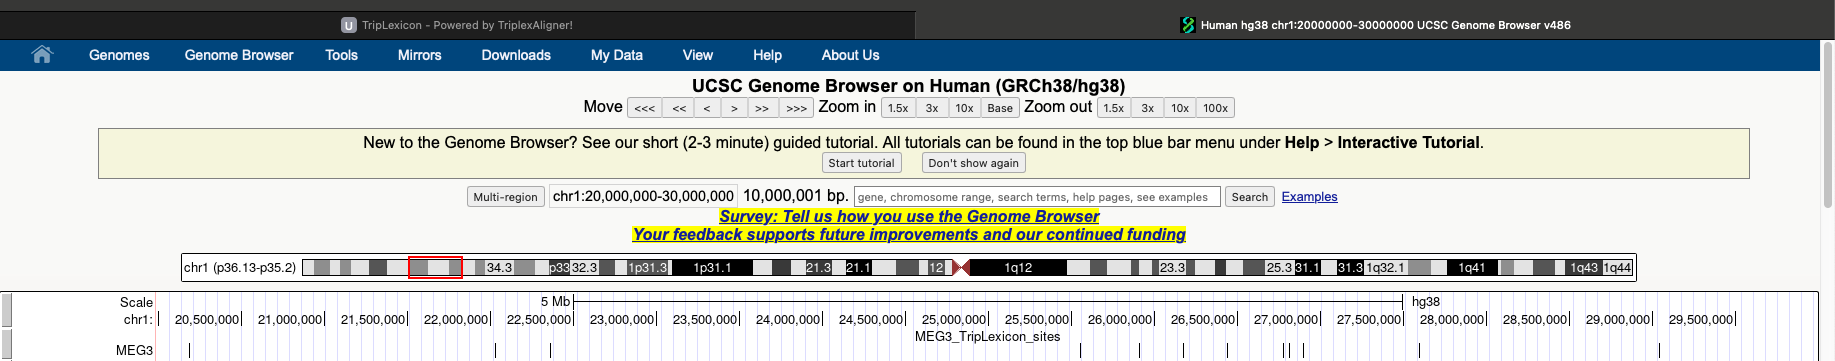 U TripLexicon - Powered by TriplexAligner! Human hg38 chr1:20000000-30000000 UCSC Genome Browser v486
Genomes Genome Browser Tools Mirrors Downloads My Data View Help About Us
UCSC Genome Browser on Human (GRCh38/hg38)
Move <<< << < > >> >>> Zoom in 1.5x 3x 10x Base Zoom out 1.5x 3x 10x 100x
New to the Genome Browser? See our short (2-3 minute) guided tutorial. All tutorials can be found in the top blue bar menu under Help > Interactive Tutorial.
Start tutorial Don't show again
Multi-region chr1:20,000,000-30,000,000 10,000,001 bp. gene, chromosome range, search terms, help pages, see examples Search Examples
Survey: Tell us how you use the Genome Browser
Your feedback supports future improvements and our continued funding
chr1 (p36.13-p35.2) 34.3 p33 32.3 1p31.3 1p31.1 21.3 21.1 12 1q12 23.3 25.3 31.1 31.3 1q32.1 1q41 1q43 1q44
Scale 5 Mb hg38
chr1: 20,500,000 21,000,000 21,500,000 22,000,000 22,500,000 23,000,000 23,500,000 24,000,000 24,500,000 25,000,000 25,500,000 26,000,000 26,500,000 27,000,000 27,500,000 28,000,000 28,500,000 29,000,000 29,500,000
MEG3_TripLexicon_sites
MEG3